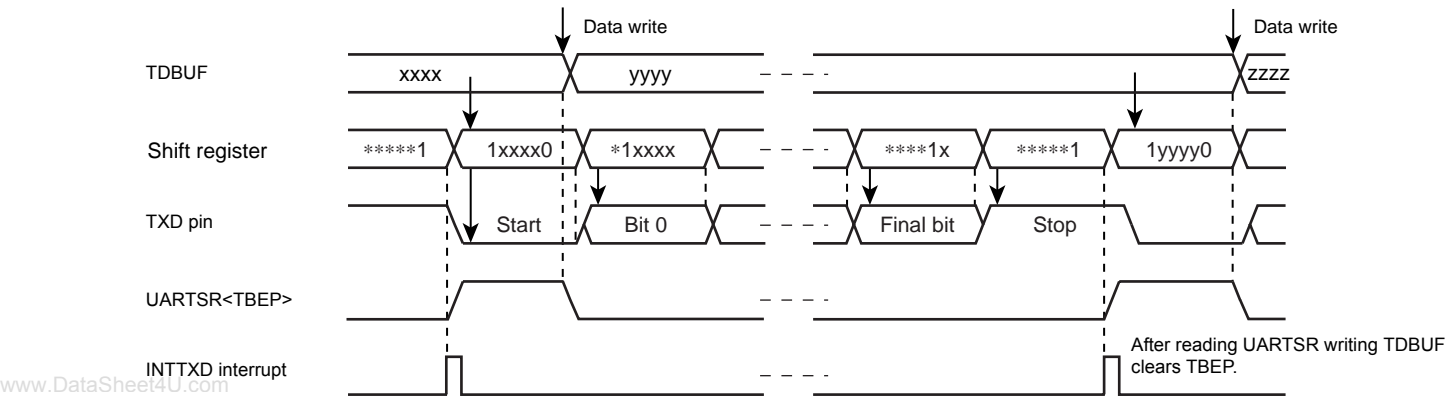 Data write
Data write
TDBUF
xxxx
yyyy
zzzz
Shift register
*****1
1xxxx0
*1xxxx
****1x
*****1
1yyyy0
TXD pin
Start
Bit 0
Final bit
Stop
UARTSR<TBEP>
After reading UARTSR writing TDBUF
clears TBEP.
INTTXD interrupt
www.DataSheet4U.com